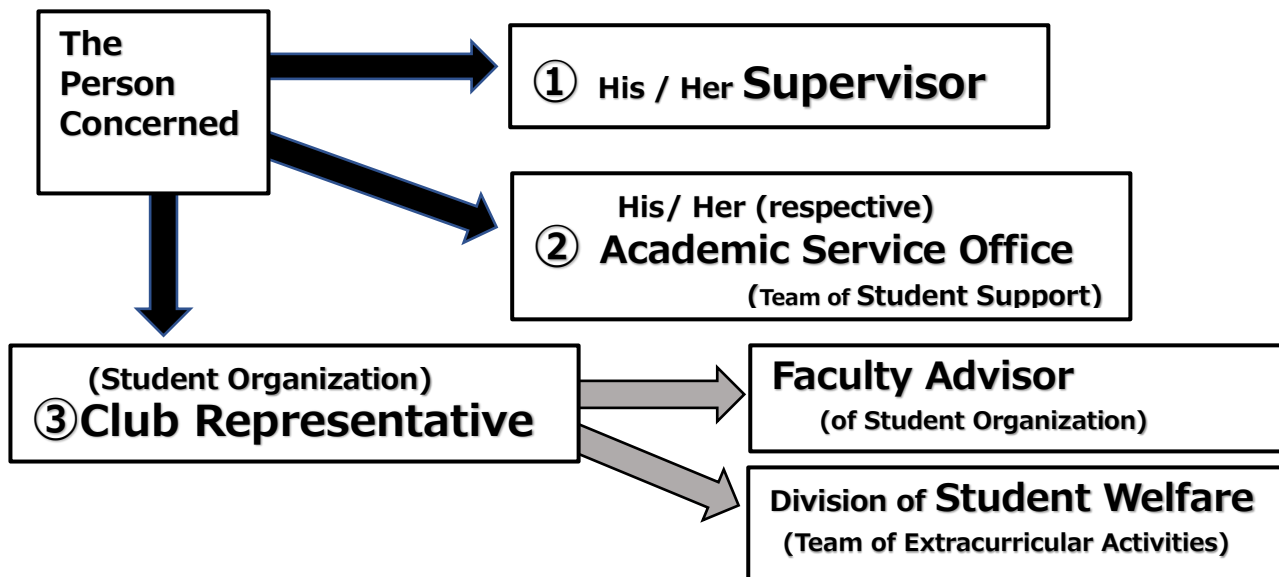 The
Person
Concerned
① His / Her Supervisor
His/ Her (respective)
② Academic Service Office
(Team of Student Support)
(Student Organization)
③Club Representative
Faculty Advisor
(of Student Organization)
Division of Student Welfare
(Team of Extracurricular Activities)